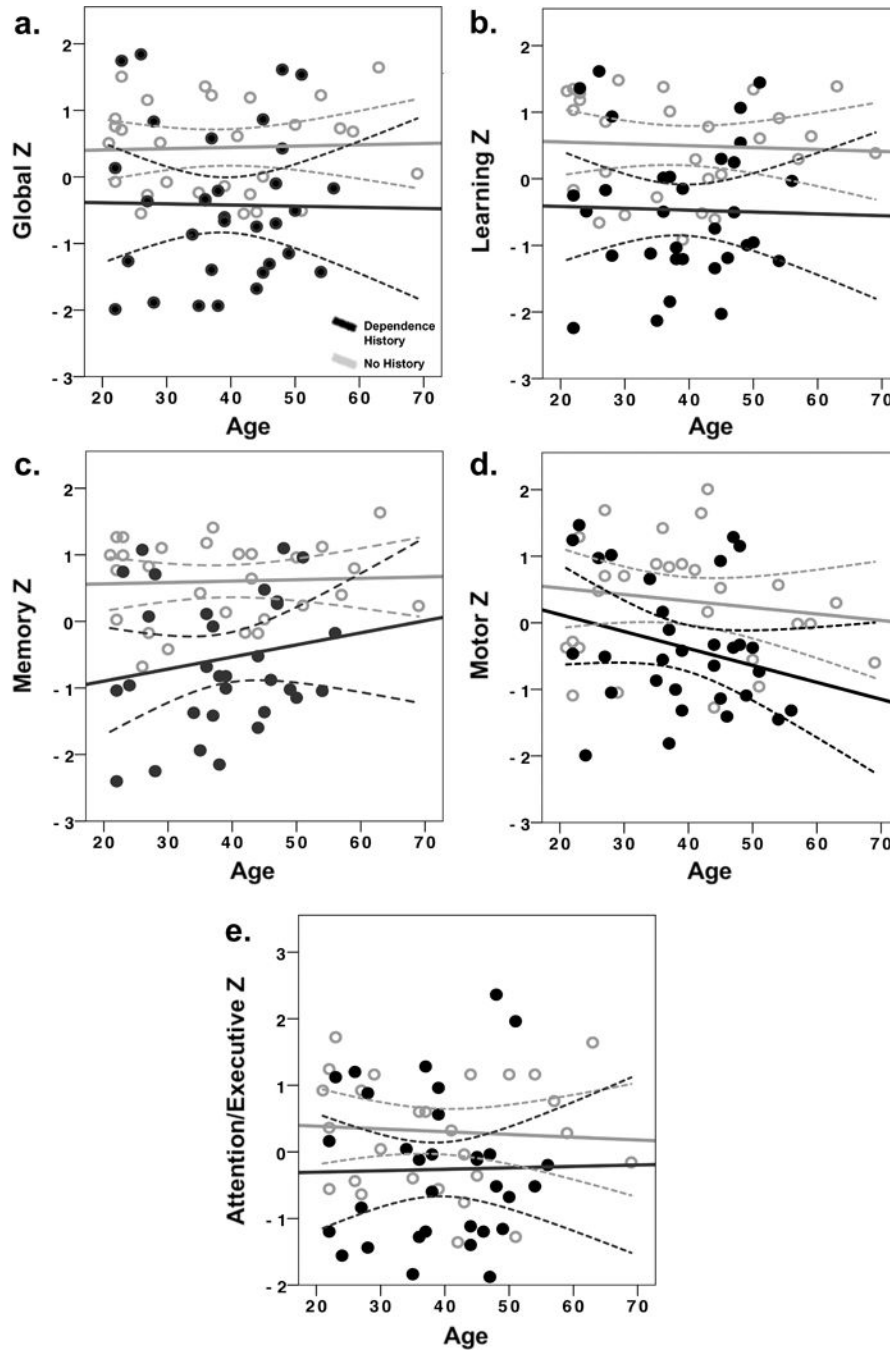 a.
2
1
0
- 1
- 2
- 3
Global Z
20 30 40 50 60 70
Age
Dependence
History
No History
b.
2
1
0
- 1
- 2
- 3
Learning Z
20 30 40 50 60 70
Age
c.
2
1
0
- 1
- 2
- 3
Memory Z
20 30 40 50 60 70
Age
d.
2
1
0
- 1
- 2
- 3
Motor Z
20 30 40 50 60 70
Age
e.
3
2
1
0
- 1
- 2
Attention/Executive Z
20 30 40 50 60 70
Age